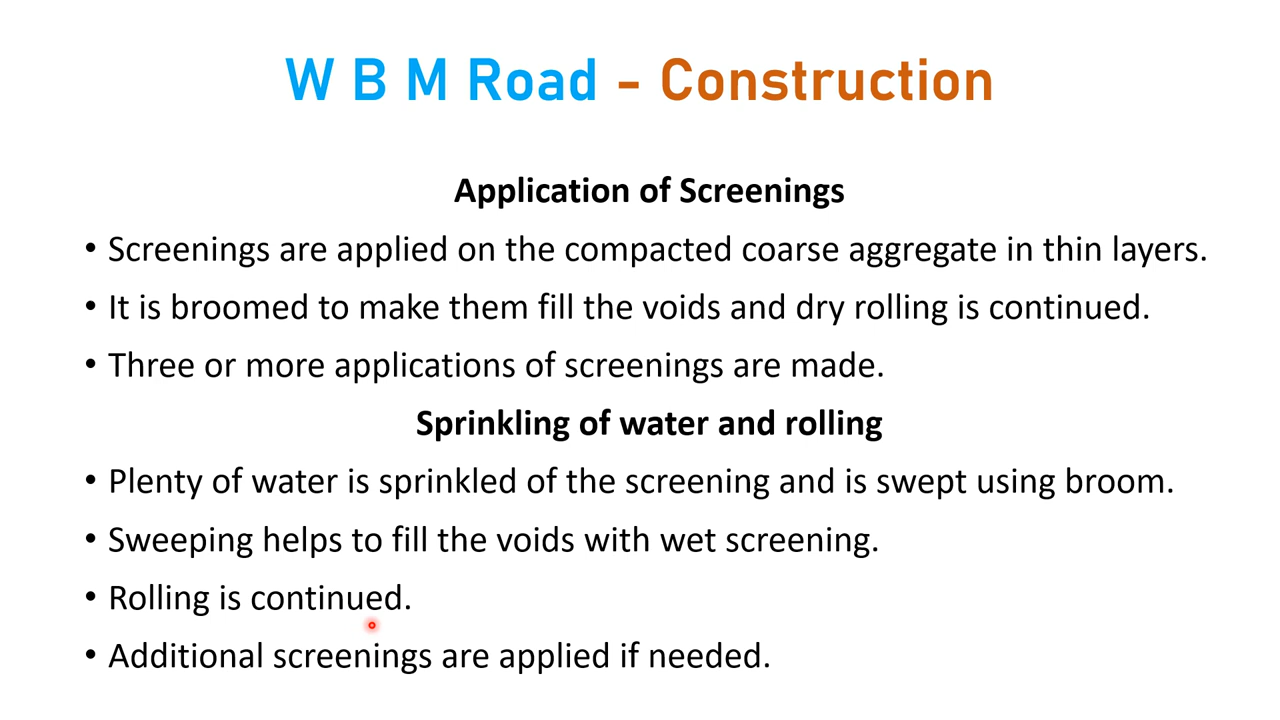 W B M Road - Construction
Application of Screenings
• Screenings are applied on the compacted coarse aggregate in thin layers.
• It is broomed to make them fill the voids and dry rolling is continued.
• Three or more applications of screenings are made.
Sprinkling of water and rolling
• Plenty of water is sprinkled of the screening and is swept using broom.
• Sweeping helps to fill the voids with wet screening.
• Rolling is continued.
• Additional screenings are applied if needed.